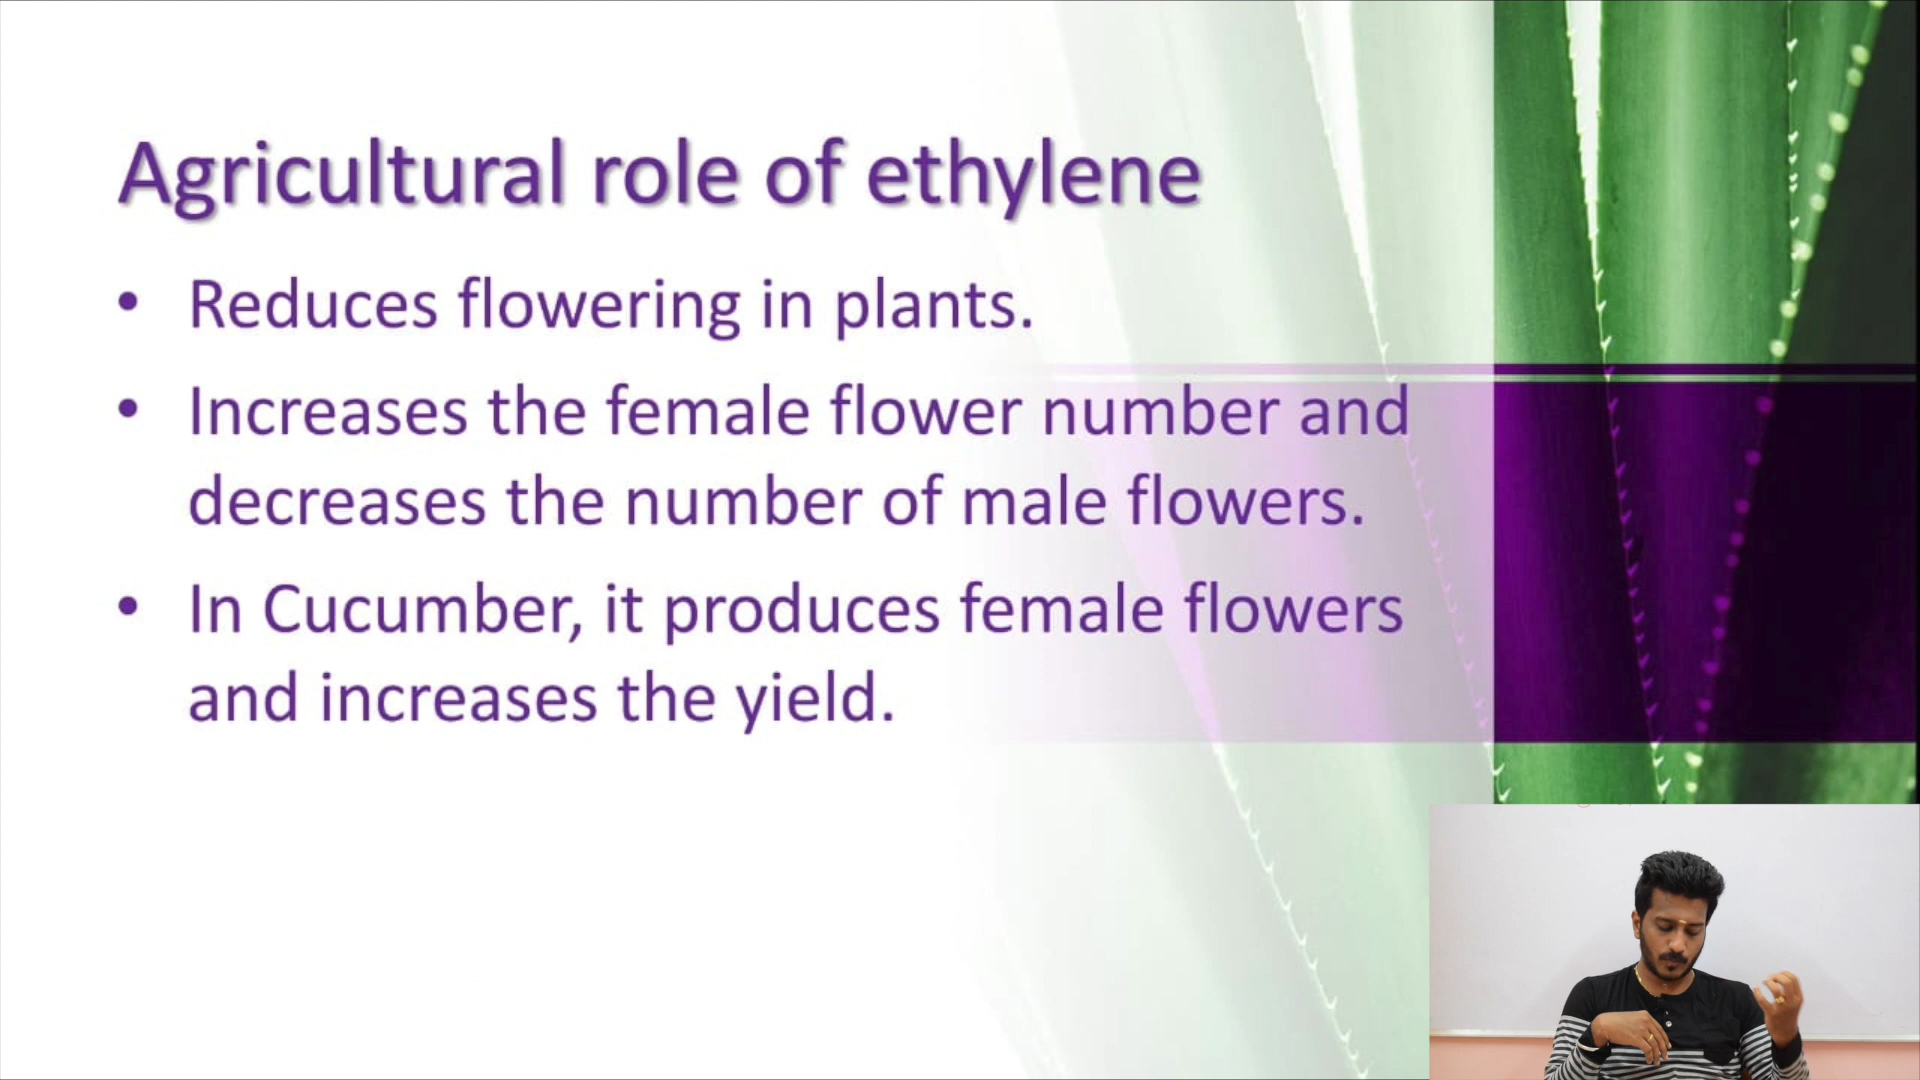 Agricultural role of ethylene
• Reduces flowering in plants.
• Increases the female flower number and
decreases the number of male flowers.
• In Cucumber, it produces female flowers
and increases the yield.